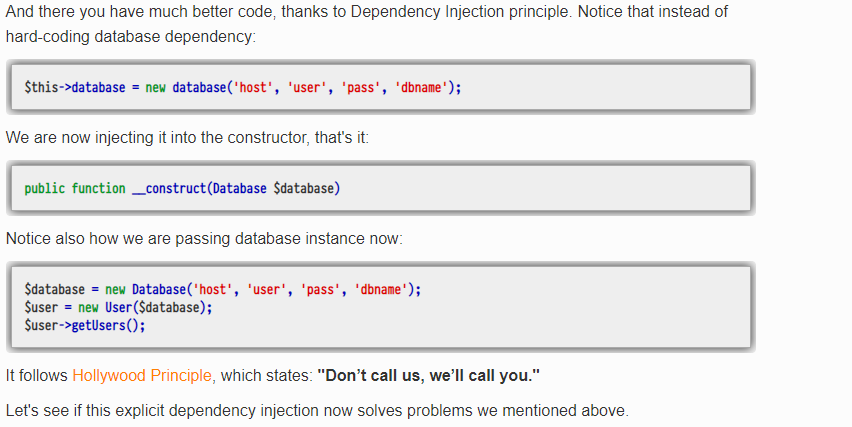 And there you have much better code, thanks to Dependency Injection principle. Notice that instead of
hard-coding database dependency:
$this->database = new database('host', 'user', 'pass', 'dbname');
We are now injecting it into the constructor, that's it:
public function __construct(Database $database)
Notice also how we are passing database instance now:
$database = new Database('host', 'user', 'pass', 'dbname');
$user = new User($database);
$user->getUsers();
It follows Hollywood Principle, which states: "Don’t call us, we’ll call you."
Let's see if this explicit dependency injection now solves problems we mentioned above.